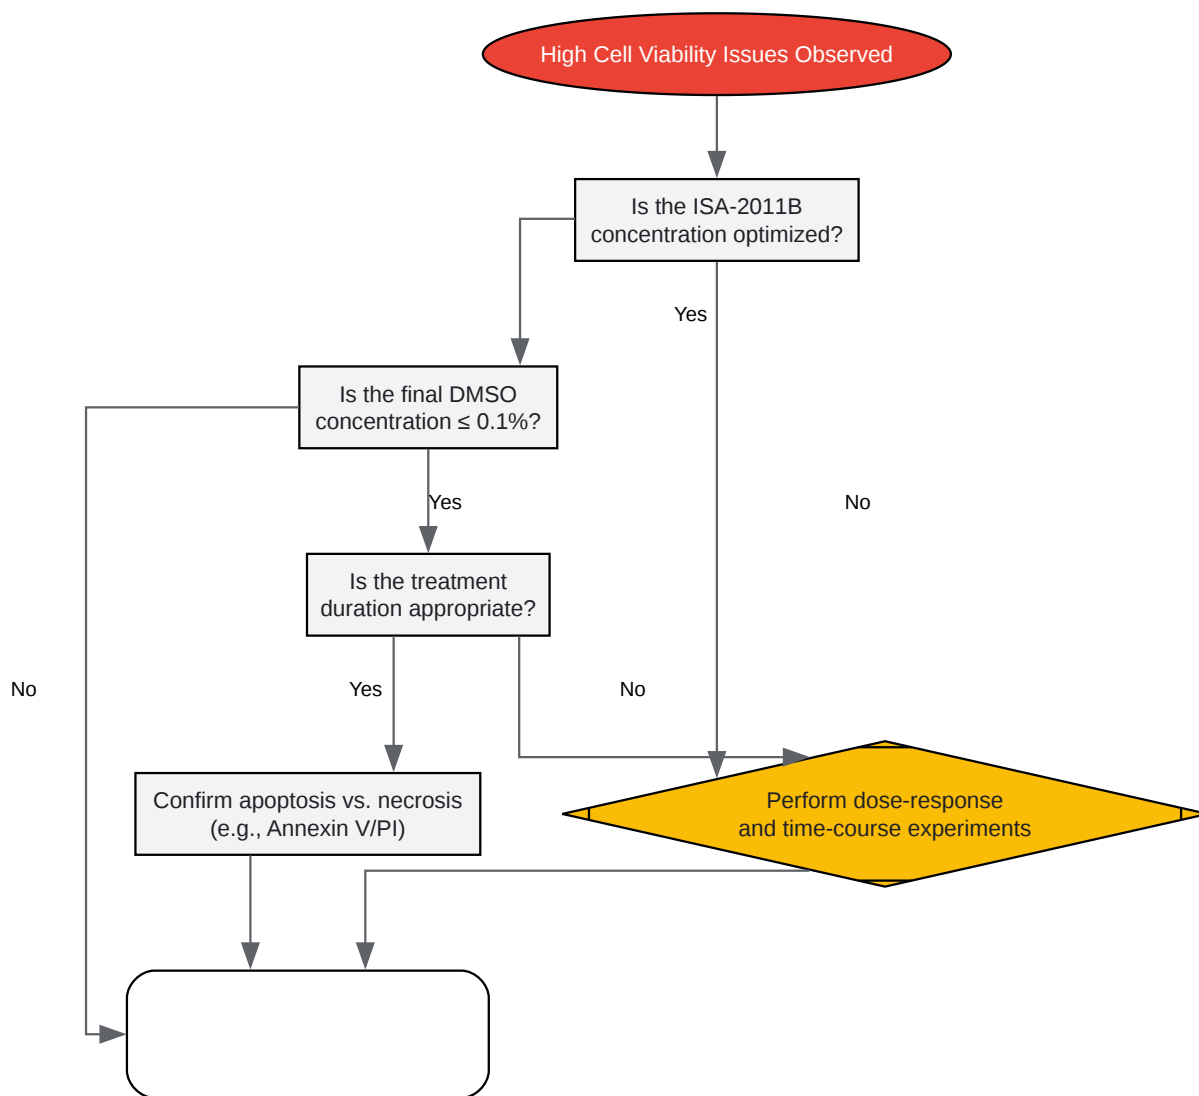 High Cell Viability Issues Observed
Is the ISA-2011B
concentration optimized?
Yes
Is the final DMSO
concentration ≤ 0.1%?
Yes
No
Is the treatment
duration appropriate?
No
Yes
No
Confirm apoptosis vs. necrosis
(e.g., Annexin V/PI)
Perform dose-response
and time-course experiments